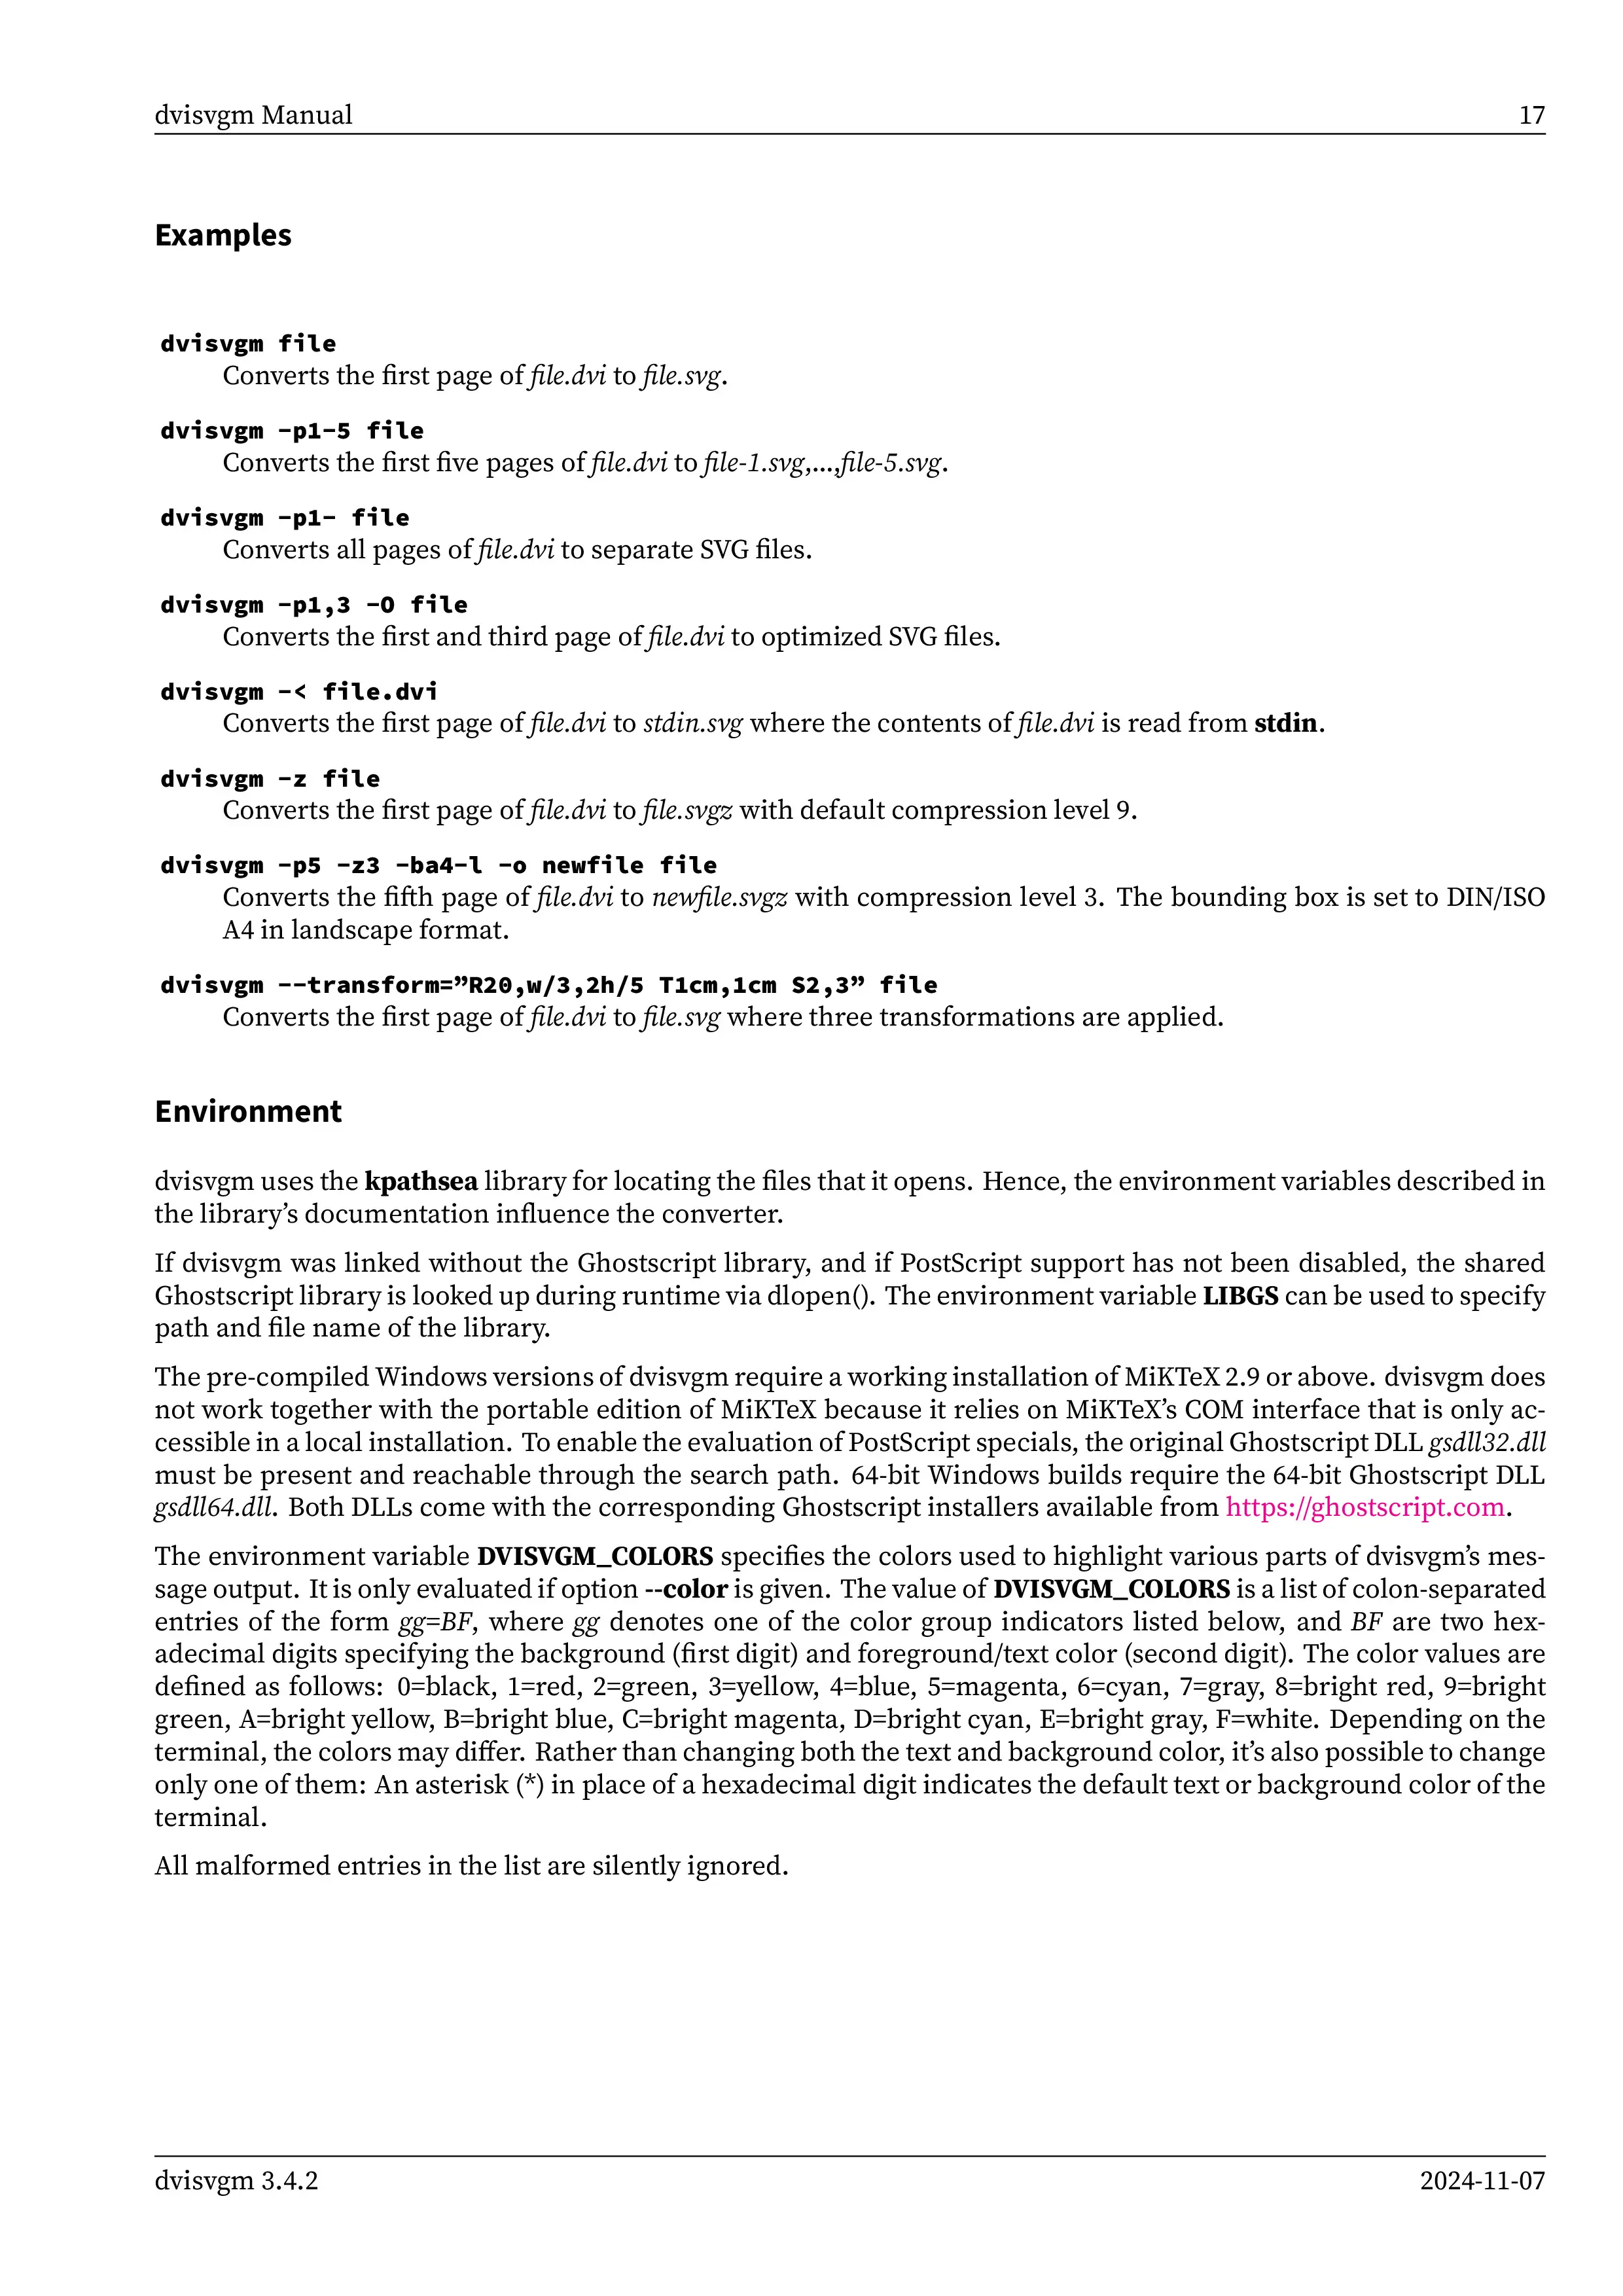 dvisvgm Manual 17
Examples
dvisvgm file
Converts the first page of file.dvi to file.svg.
dvisvgm -p1-5 file
Converts the first five pages of file.dvi to file-1.svg,...,file-5.svg.
dvisvgm -p1- file
Converts all pages of file.dvi to separate SVG files.
dvisvgm -p1,3 -O file
Converts the first and third page of file.dvi to optimized SVG files.
dvisvgm -< file.dvi
Converts the first page of file.dvi to stdin.svg where the contents of file.dvi is read from stdin.
dvisvgm -z file
Converts the first page of file.dvi to file.svgz with default compression level 9.
dvisvgm -p5 -z3 -ba4-l -o newfile file
Converts the fifth page of file.dvi to newfile.svgz with compression level 3. The bounding box is set to DIN/ISO
A4 in landscape format.
dvisvgm --transform=”R20,w/3,2h/5 T1cm,1cm S2,3” file
Converts the first page of file.dvi to file.svg where three transformations are applied.
Environment
dvisvgm uses the kpathsea library for locating the files that it opens. Hence, the environment variables described in
the library’s documentation influence the converter.
If dvisvgm was linked without the Ghostscript library, and if PostScript support has not been disabled, the shared
Ghostscript library is looked up during runtime via dlopen(). The environment variable LIBGS can be used to specify
path and file name of the library.
The pre-compiled Windows versions of dvisvgm require a working installation of MiKTeX 2.9 or above. dvisvgm does
not work together with the portable edition of MiKTeX because it relies on MiKTeX’s COM interface that is only ac-
cessible in a local installation. To enable the evaluation of PostScript specials, the original Ghostscript DLL gsdll32.dll
must be present and reachable through the search path. 64-bit Windows builds require the 64-bit Ghostscript DLL
gsdll64.dll. Both DLLs come with the corresponding Ghostscript installers available from https://ghostscript.com.
The environment variable DVISVGM_COLORS specifies the colors used to highlight various parts of dvisvgm’s mes-
sage output. It is only evaluated if option --color is given. The value of DVISVGM_COLORS is a list of colon-separated
entries of the form gg=BF, where gg denotes one of the color group indicators listed below, and BF are two hex-
adecimal digits specifying the background (first digit) and foreground/text color (second digit). The color values are
defined as follows: 0=black, 1=red, 2=green, 3=yellow, 4=blue, 5=magenta, 6=cyan, 7=gray, 8=bright red, 9=bright
green, A=bright yellow, B=bright blue, C=bright magenta, D=bright cyan, E=bright gray, F=white. Depending on the
terminal, the colors may differ. Rather than changing both the text and background color, it’s also possible to change
only one of them: An asterisk (*) in place of a hexadecimal digit indicates the default text or background color of the
terminal.
All malformed entries in the list are silently ignored.
dvisvgm 3.4.2 2024-11-07